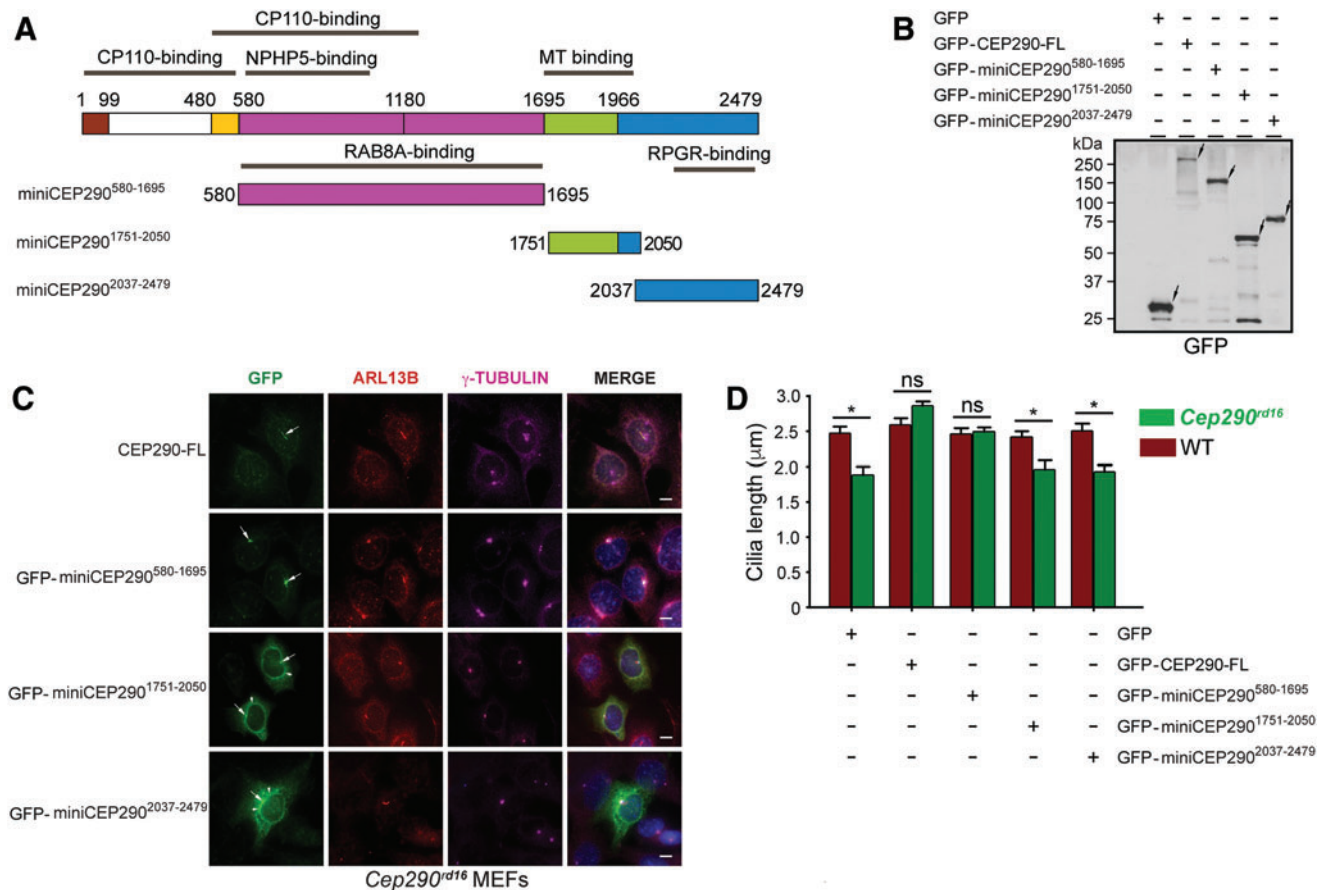 A
CP110-binding
CP110-binding
NPHP5-binding
MT binding
1 99 480 580 1180 1695 1966 2479
RAB8A-binding
RPGR-binding
miniCEP290580-1695
580 1695
miniCEP2901751-2050
1751 2050
miniCEP2902037-2479
2037 2479
B
GFP + – – – –
GFP-CEP290-FL – + – – –
GFP-miniCEP290580-1695 – – + – –
GFP-miniCEP2901751-2050 – – – + –
GFP-miniCEP2902037-2479 – – – – +
kDa
250
150
100
75
50
37
25
GFP
C
GFP ARL13B γ-TUBULIN MERGE
CEP290-FL
GFP-miniCEP290580-1695
GFP-miniCEP2901751-2050
GFP-miniCEP2902037-2479
Cep290rd16 MEFs
D
Cilia length (μm)
3.0
2.5
2.0
1.5
1.0
0.5
0
* ns ns * *
Cep290rd16
WT
+ – – – – GFP
– + – – – GFP-CEP290-FL
– – + – – GFP-miniCEP290580-1695
– – – + – GFP-miniCEP2901751-2050
– – – – + GFP-miniCEP2902037-2479